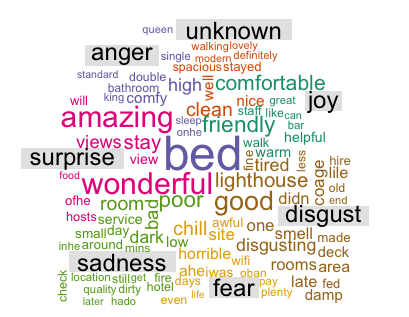 queen unknown
anger walking lovely
single modern definitely
spacious stayed
standard double high well comfortable
bathroom
will king comfy clean nice great joy
amazing sleep friendly staff like can
onhe bar
views stay bed walk helpful
surprise view fine warm less
food wonderful tired coage hire
lighthouse lile
ofhe room poor good didn old
hosts service bad end
small day chill awful one disgust
inhe around dark low site smell made
mins disgusting deck
sadness horrible wifi rooms area
check location still get fire ahe was oban pay late fed
quality dirty hotel days fear plenty damp
later hado even life